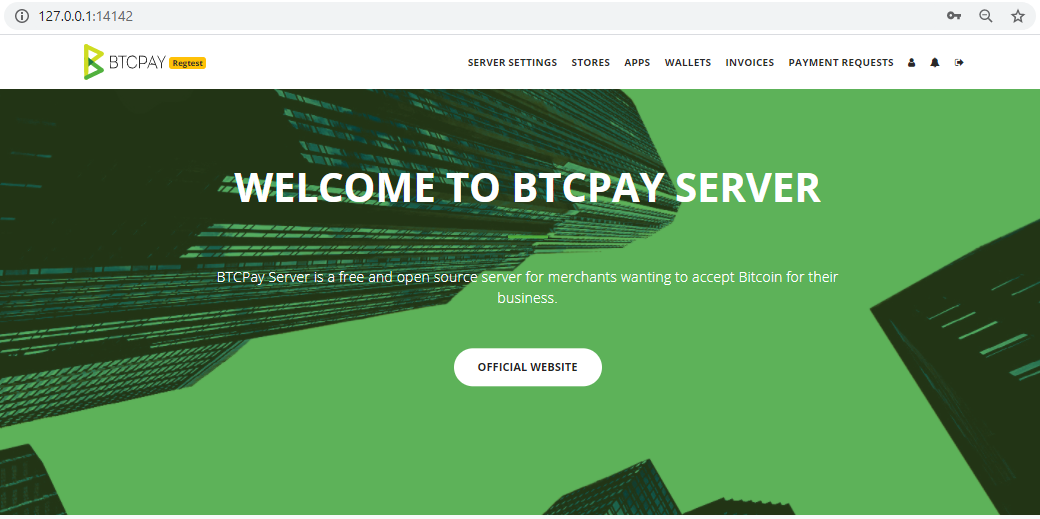 127.0.0.1:14142
BTCPAY Regtest
SERVER SETTINGS STORES APPS WALLETS INVOICES PAYMENT REQUESTS
WELCOME TO BTCPAY SERVER
BTCPay Server is a free and open source server for merchants wanting to accept Bitcoin for their
business.
OFFICIAL WEBSITE